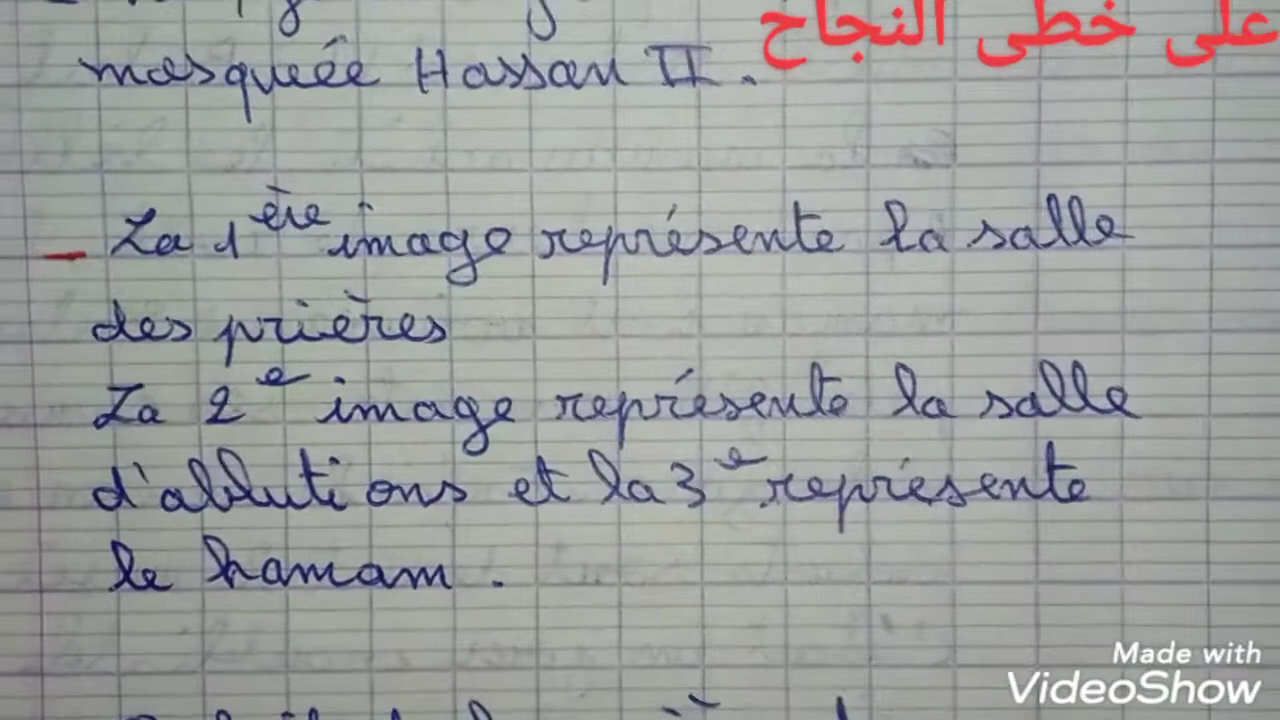 على خطى النجاح
mosquée Hassan II.
- La 1ère image représente la salle
des prières
La 2e image représente la salle
d'ablutions et la 3e représente
le hamam.
Made with
VideoShow